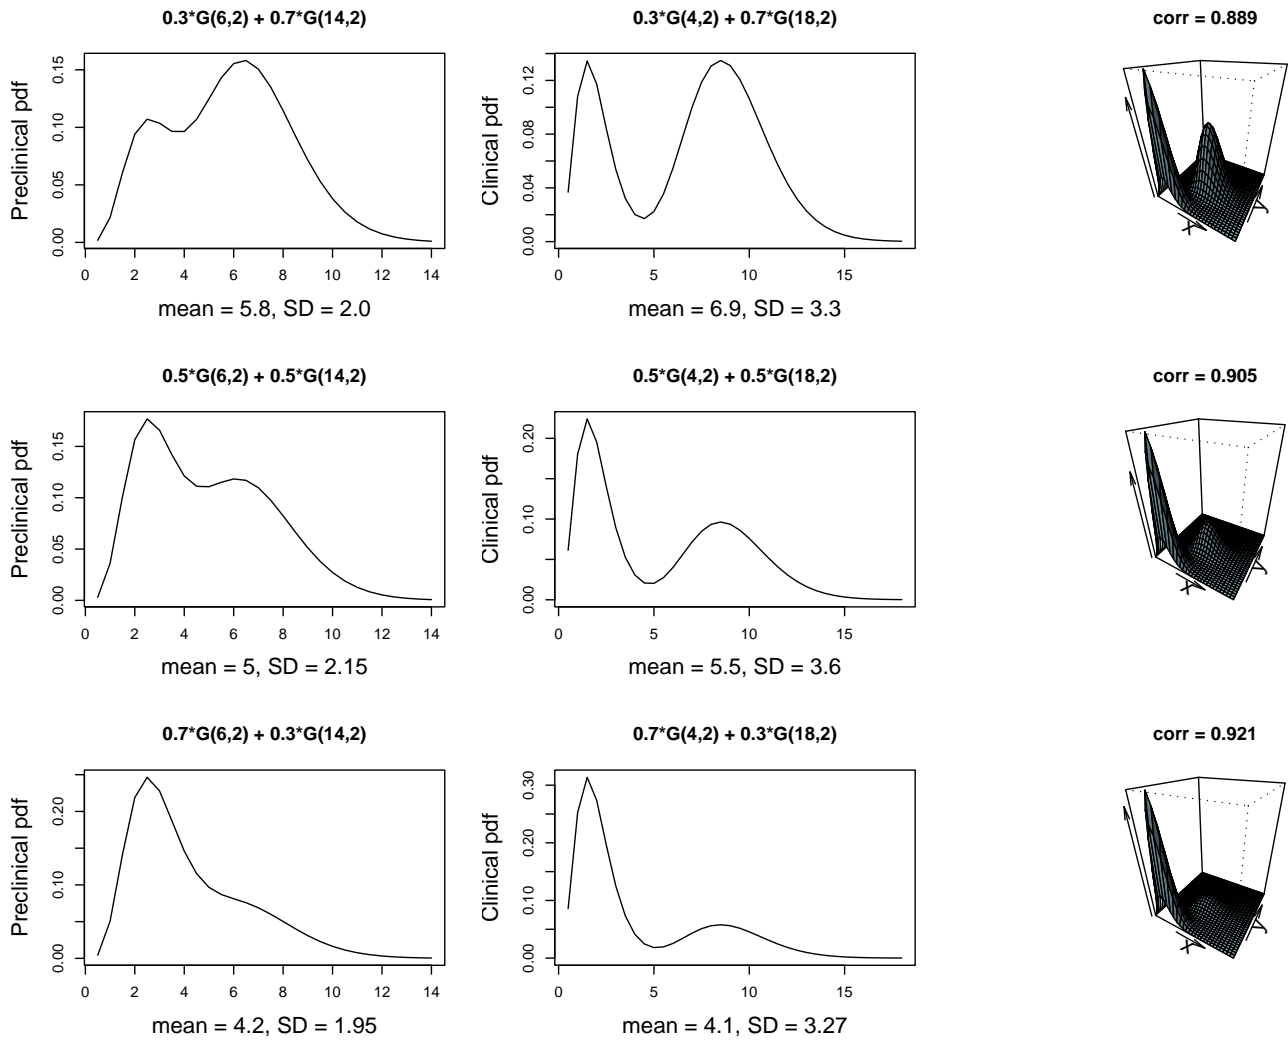 0.3*G(6,2) + 0.7*G(14,2)
0.3*G(4,2) + 0.7*G(18,2)
corr = 0.889
Preclinical pdf
0.00 0.05 0.10 0.15
0 2 4 6 8 10 12 14
mean = 5.8, SD = 2.0
Clinical pdf
0.00 0.04 0.08 0.12
0 5 10 15
mean = 6.9, SD = 3.3
X
Y
0.5*G(6,2) + 0.5*G(14,2)
0.5*G(4,2) + 0.5*G(18,2)
corr = 0.905
Preclinical pdf
0.00 0.05 0.10 0.15
0 2 4 6 8 10 12 14
mean = 5, SD = 2.15
Clinical pdf
0.00 0.10 0.20
0 5 10 15
mean = 5.5, SD = 3.6
X
Y
0.7*G(6,2) + 0.3*G(14,2)
0.7*G(4,2) + 0.3*G(18,2)
corr = 0.921
Preclinical pdf
0.00 0.10 0.20
0 2 4 6 8 10 12 14
mean = 4.2, SD = 1.95
Clinical pdf
0.00 0.10 0.20 0.30
0 5 10 15
mean = 4.1, SD = 3.27
X
Y